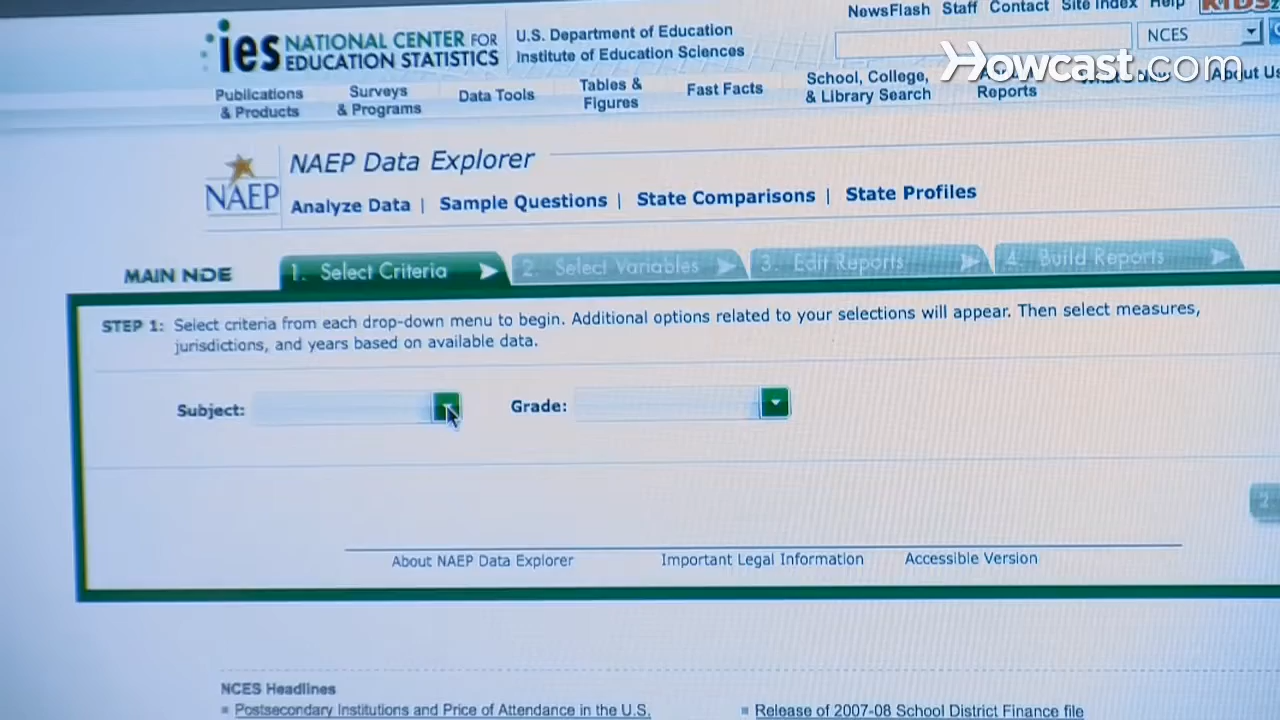 NewsFlash Staff Contact Site Index Help
ies NATIONAL CENTER FOR EDUCATION STATISTICS
U.S. Department of Education
Institute of Education Sciences
NCES
Howcast.com
Publications & Products
Surveys & Programs
Data Tools
Tables & Figures
Fast Facts
School, College, & Library Search
Reports
About Us
NAEP
NAEP Data Explorer
Analyze Data | Sample Questions | State Comparisons | State Profiles
MAIN NDE
1. Select Criteria
2. Select Variables
3. Edit Reports
4. Build Reports
STEP 1: Select criteria from each drop-down menu to begin. Additional options related to your selections will appear. Then select measures,
jurisdictions, and years based on available data.
Subject:
Grade:
2
About NAEP Data Explorer
Important Legal Information
Accessible Version
NCES Headlines
Postsecondary Institutions and Price of Attendance in the U.S.
Release of 2007-08 School District Finance file